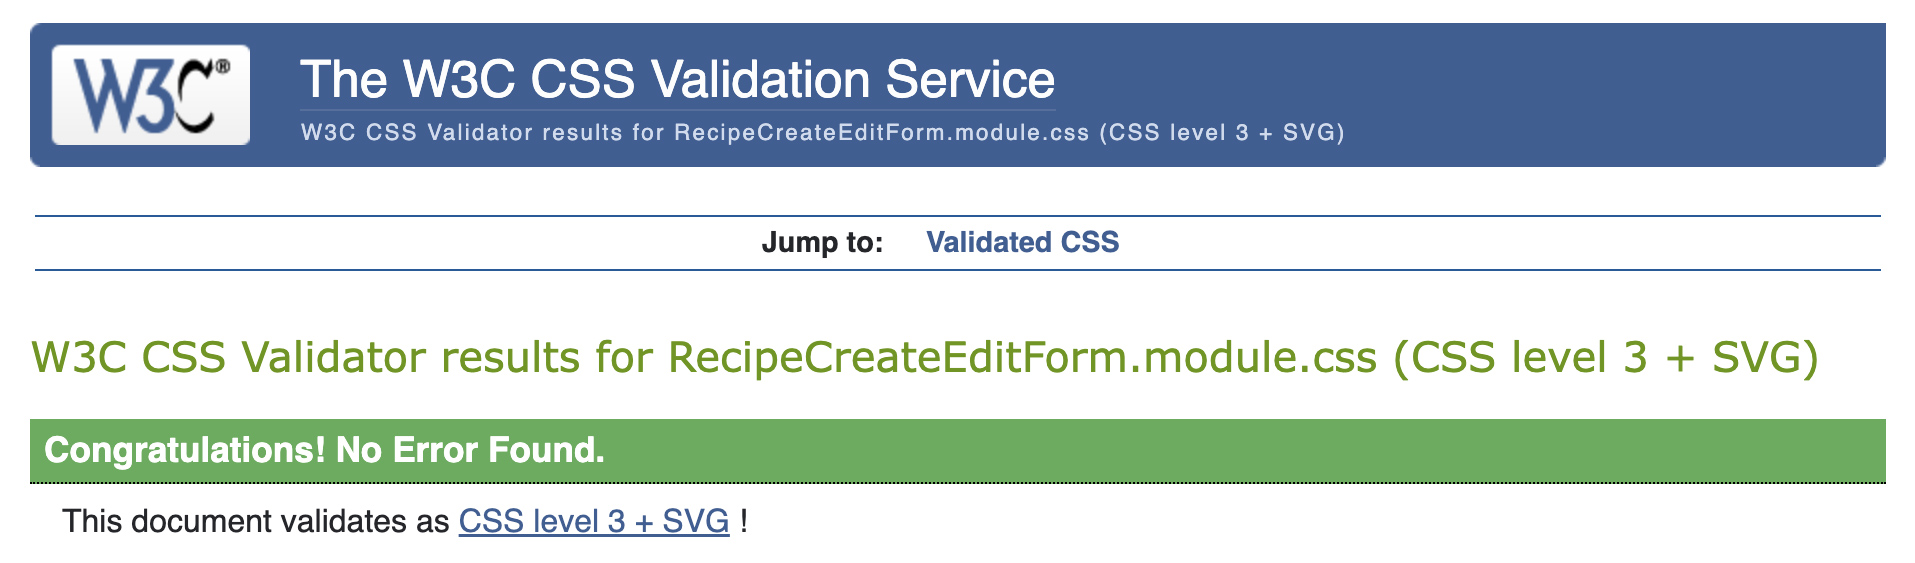 W3C®
The W3C CSS Validation Service
W3C CSS Validator results for RecipeCreateEditForm.module.css (CSS level 3 + SVG)
Jump to: Validated CSS
W3C CSS Validator results for RecipeCreateEditForm.module.css (CSS level 3 + SVG)
Congratulations! No Error Found.
This document validates as CSS level 3 + SVG !